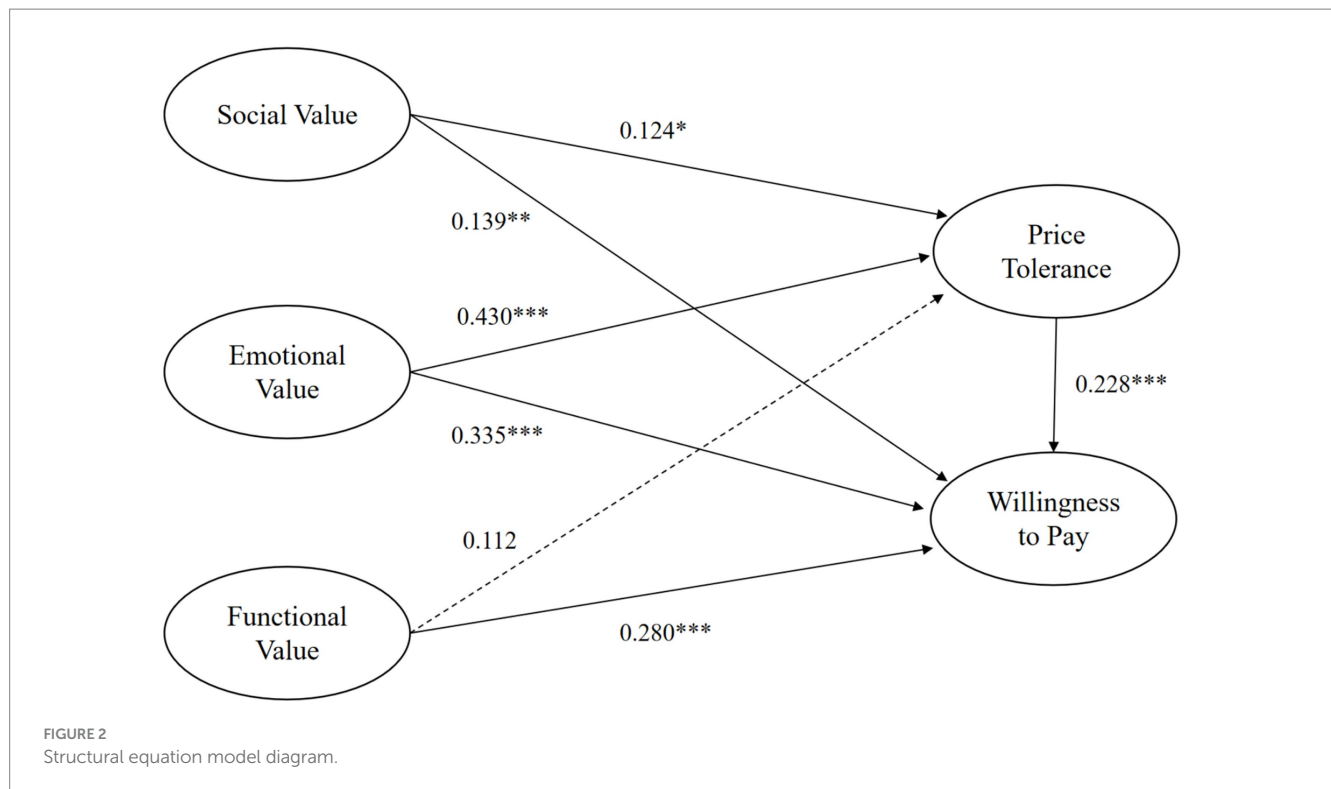 Social Value
0.124*
0.139**
Price
Tolerance
0.430***
Emotional
Value
0.228***
0.335***
Willingness
to Pay
0.112
Functional
Value
0.280***
FIGURE 2
Structural equation model diagram.